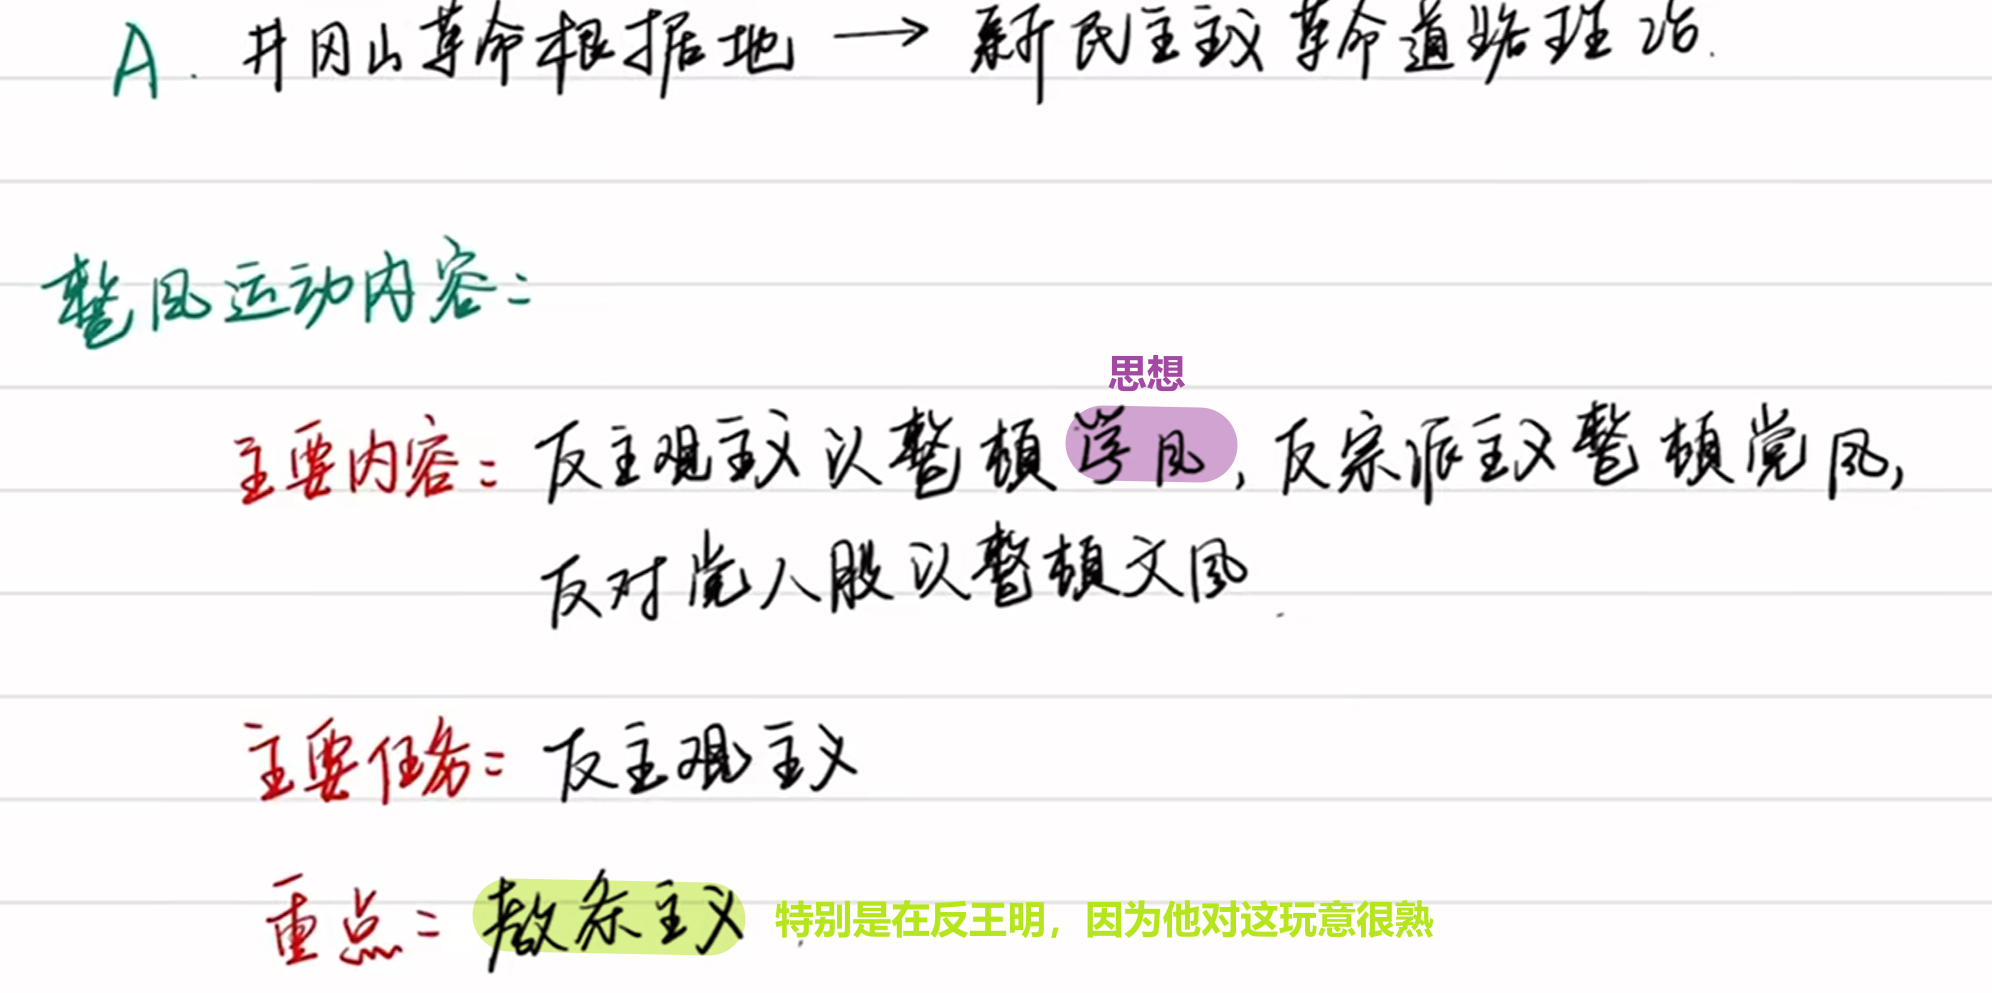 A. 井冈山革命根据地 → 新民主主义革命道路理论.
整风运动内容:
思想
主要内容: 反主观主义以整顿学风, 反宗派主义整顿党风,
反对党八股以整顿文风.
主要任务: 反主观主义
重点: 教条主义. 特别是在反王明，因为他对这玩意很熟